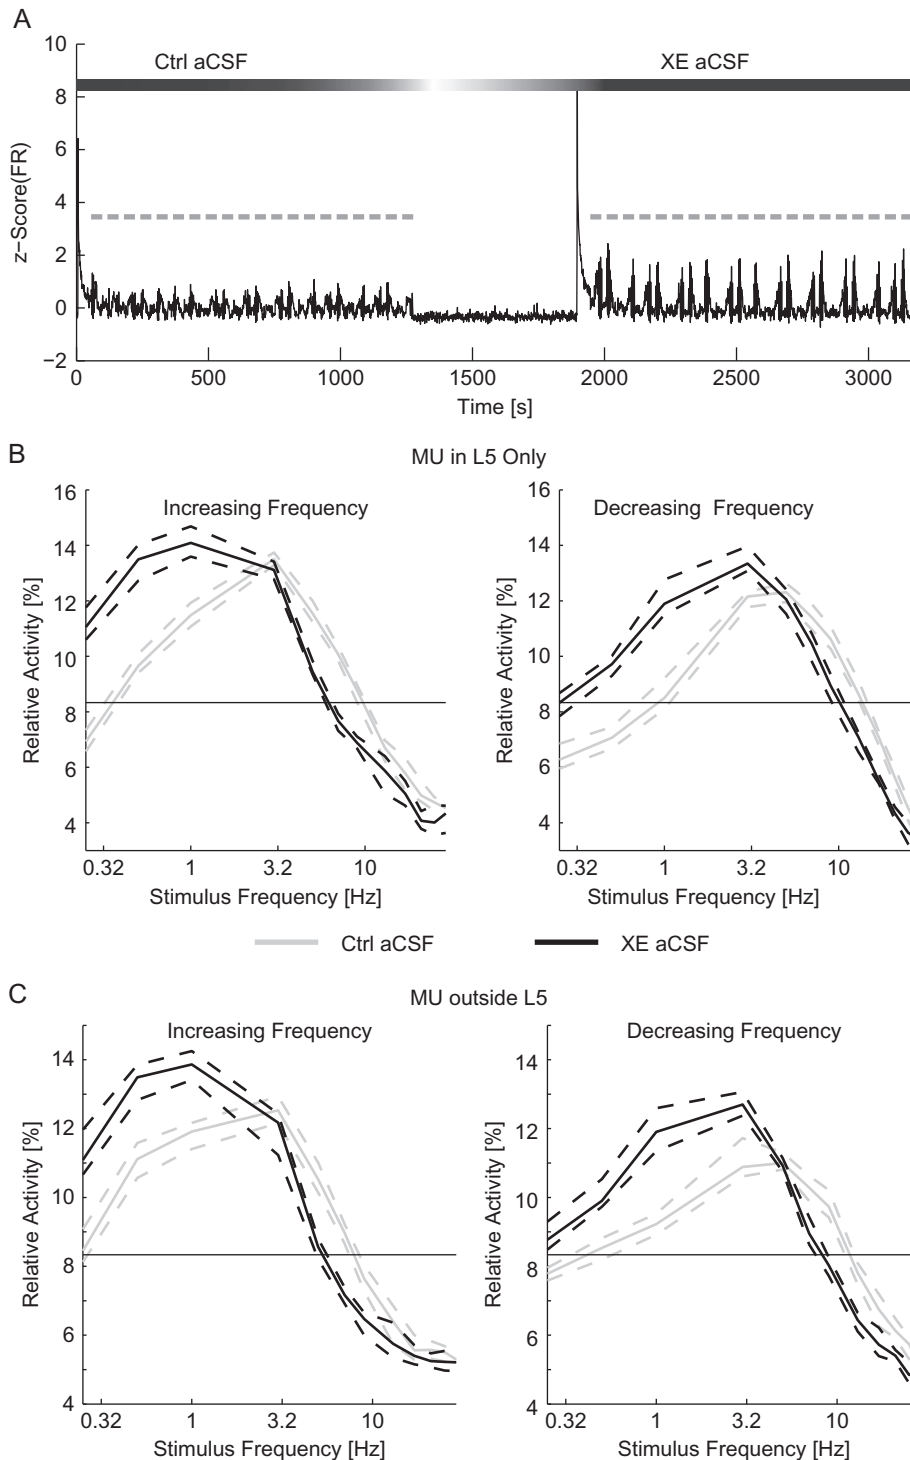 A
10
8
6
4
2
0
−2
z−Score(FR)
Ctrl aCSF
XE aCSF
0 500 1000 1500 2000 2500 3000
Time [s]
B
MU in L5 Only
Increasing Frequency
16
14
12
10
8
6
4
Relative Activity [%]
0.32 1 3.2 10
Stimulus Frequency [Hz]
Decreasing Frequency
16
14
12
10
8
6
4
Relative Activity [%]
0.32 1 3.2 10
Stimulus Frequency [Hz]
Ctrl aCSF
XE aCSF
C
MU outside L5
Increasing Frequency
14
12
10
8
6
4
Relative Activity [%]
0.32 1 3.2 10
Stimulus Frequency [Hz]
Decreasing Frequency
14
12
10
8
6
4
Relative Activity [%]
0.32 1 3.2 10
Stimulus Frequency [Hz]